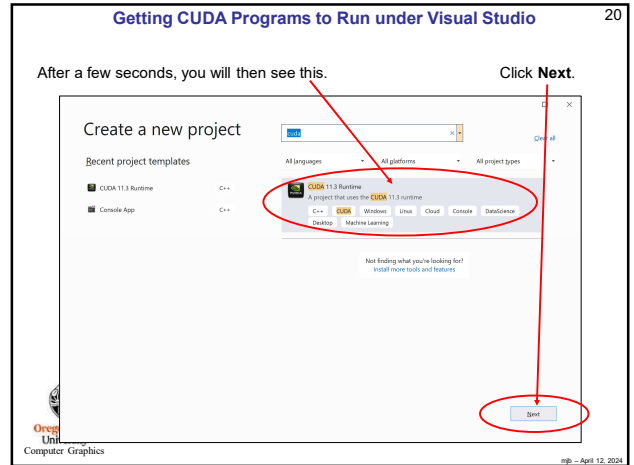 Getting CUDA Programs to Run under Visual Studio
20
After a few seconds, you will then see this.
Click Next.
Create a new project
cuda
Clear all
Recent project templates
All languages
All platforms
All project types
CUDA 11.3 Runtime
C++
Console App
C++
CUDA 11.3 Runtime
A project that uses the CUDA 11.3 runtime
C++ CUDA Windows Linux Cloud Console DataScience
Desktop Machine Learning
Not finding what you're looking for?
Install more tools and features
Next
Computer Graphics
mjb – April 12, 2024